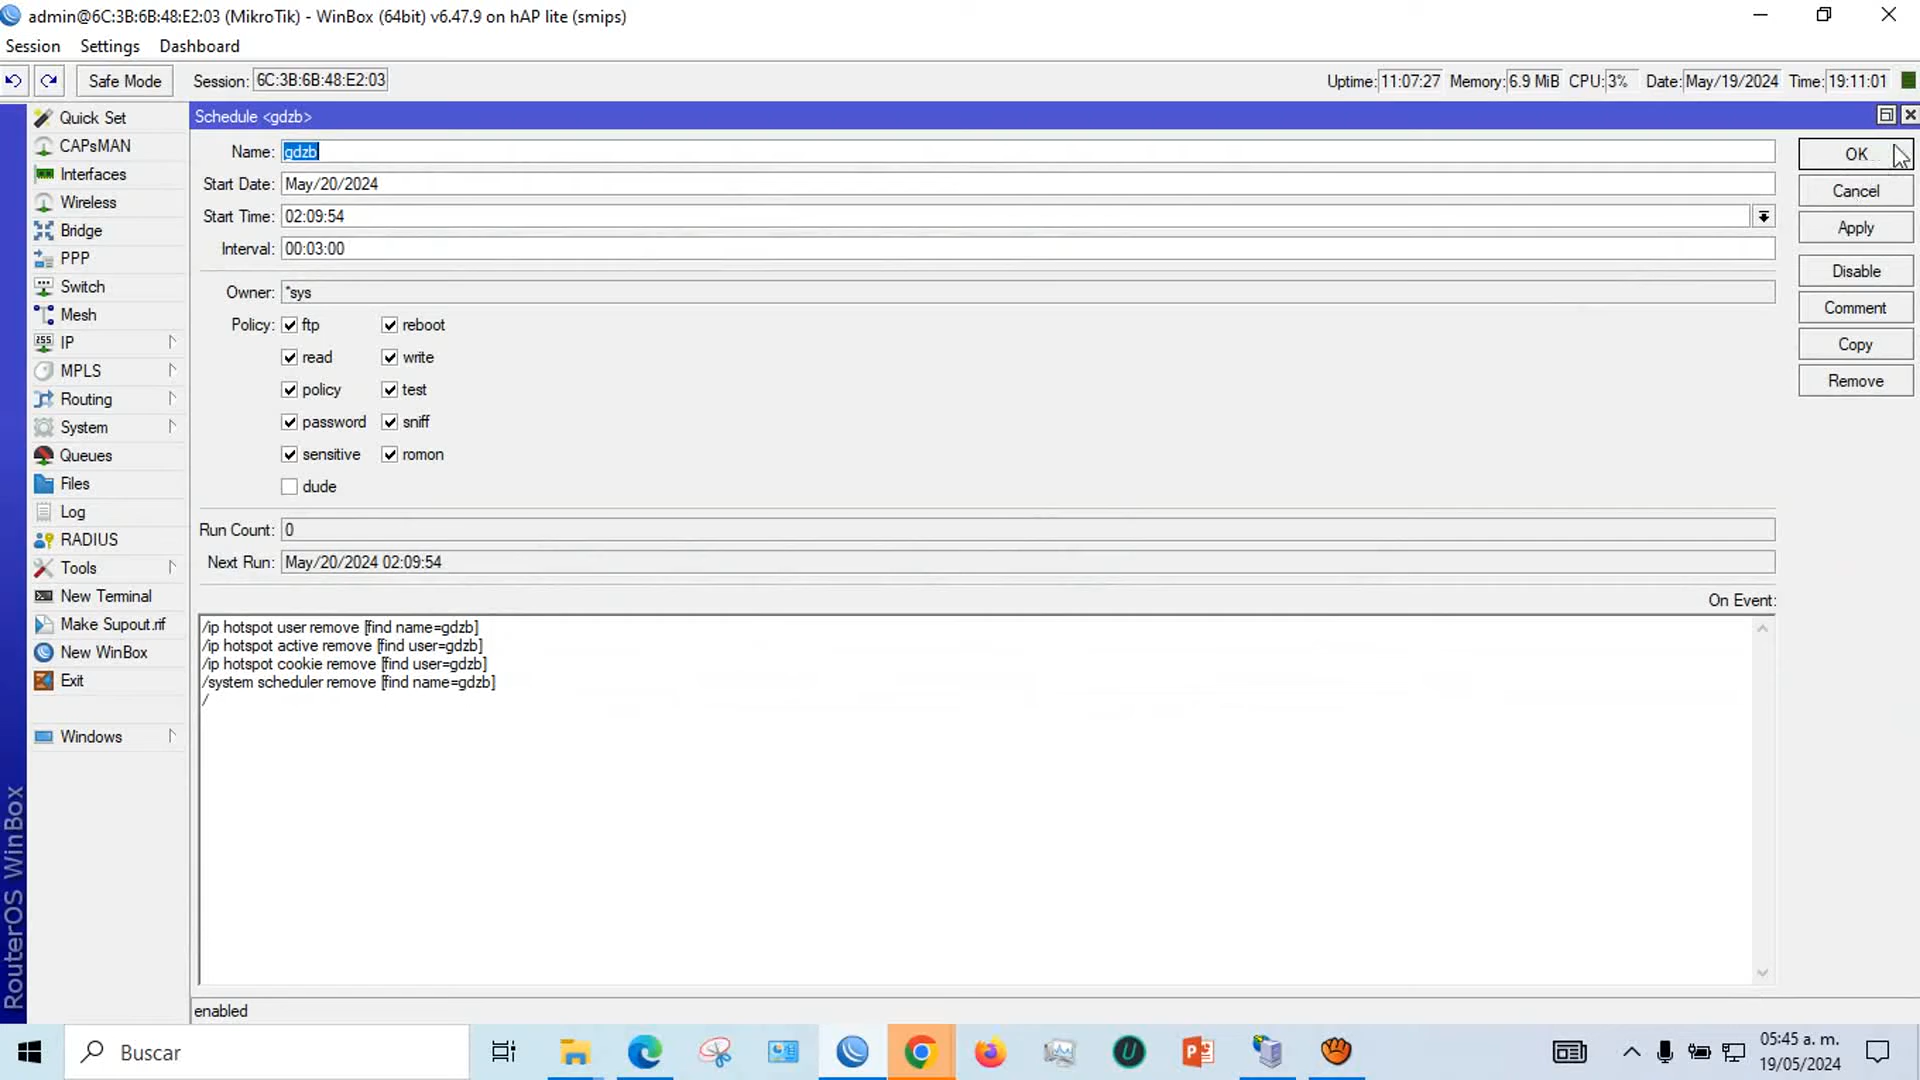 admin@6C:3B:6B:48:E2:03 (MikroTik) - WinBox (64bit) v6.47.9 on hAP lite (smips)
Session Settings Dashboard
Safe Mode Session: 6C:3B:6B:48:E2:03 Uptime: 11:07:27 Memory: 6.9 MiB CPU: 3% Date: May/19/2024 Time: 19:11:01
Quick Set
CAPsMAN
Interfaces
Wireless
Bridge
PPP
Switch
Mesh
IP
MPLS
Routing
System
Queues
Files
Log
RADIUS
Tools
New Terminal
Make Supout.rif
New WinBox
Exit
Windows
RouterOS WinBox
Schedule <gdzb>
Name: gdzb
Start Date: May/20/2024
Start Time: 02:09:54
Interval: 00:03:00
Owner: *sys
Policy: ftp reboot
read write
policy test
password sniff
sensitive romon
dude
Run Count: 0
Next Run: May/20/2024 02:09:54
On Event:
/ip hotspot user remove [find name=gdzb]
/ip hotspot active remove [find user=gdzb]
/ip hotspot cookie remove [find user=gdzb]
/system scheduler remove [find name=gdzb]
/
OK
Cancel
Apply
Disable
Comment
Copy
Remove
enabled
Buscar
05:45 a. m.
19/05/2024